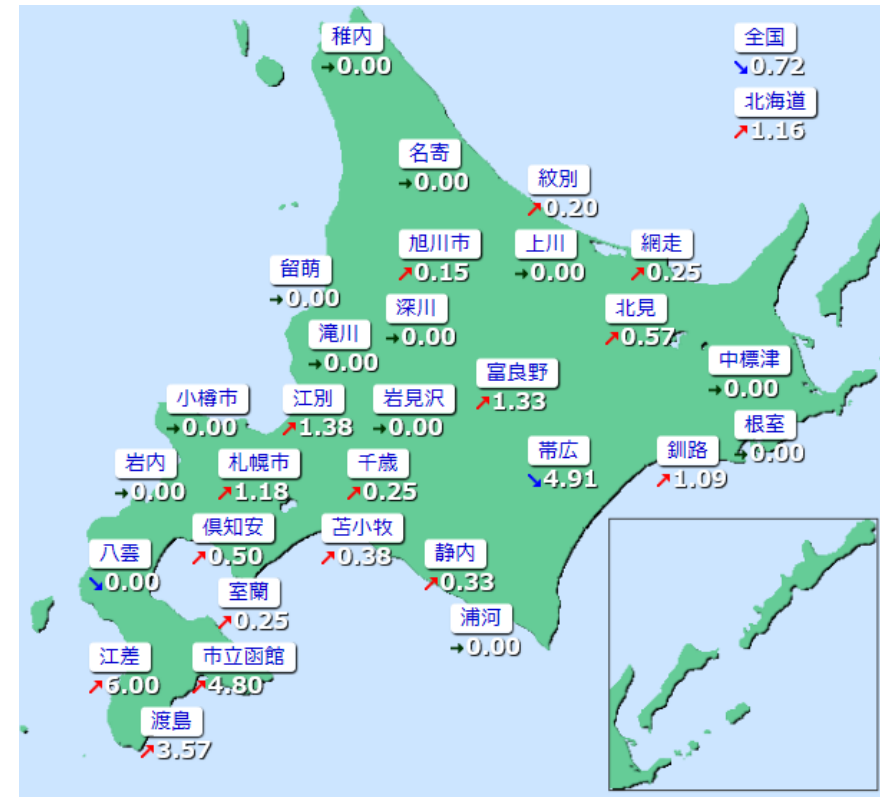 稚内
→0.00
全国
↘0.72
北海道
↗1.16
名寄
→0.00
紋別
↗0.20
旭川市
↗0.15
上川
→0.00
網走
↗0.25
留萌
→0.00
深川
→0.00
北見
↗0.57
滝川
→0.00
中標津
→0.00
富良野
↗1.33
小樽市
→0.00
江別
↗1.38
岩見沢
→0.00
根室
→0.00
岩内
→0.00
札幌市
↗1.18
千歳
↗0.25
帯広
↘4.91
釧路
↗1.09
倶知安
↗0.50
苫小牧
↗0.38
八雲
↘0.00
静内
↗0.33
室蘭
↗0.25
浦河
→0.00
江差
↗6.00
市立函館
↗4.80
渡島
↗3.57